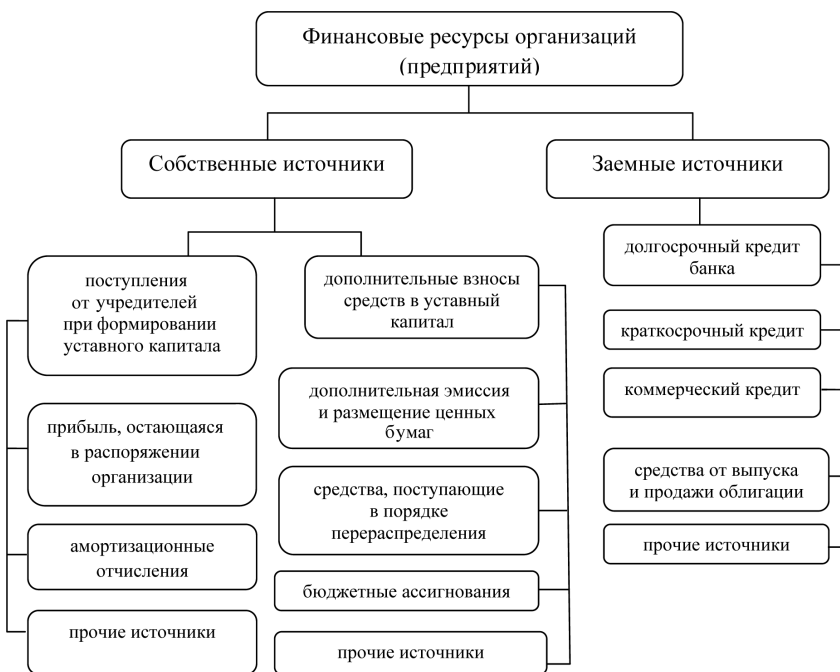 Финансовые ресурсы организаций
(предприятий)
Собственные источники
Заемные источники
поступления
от учредителей
при формировании
уставного капитала
прибыль, остающаяся
в распоряжении
организации
амортизационные
отчисления
прочие источники
дополнительные взносы
средств в уставный
капитал
дополнительная эмиссия
и размещение ценных
бумаг
средства, поступающие
в порядке
перераспределения
бюджетные ассигнования
прочие источники
долгосрочный кредит
банка
краткосрочный кредит
коммерческий кредит
средства от выпуска
и продажи облигации
прочие источники